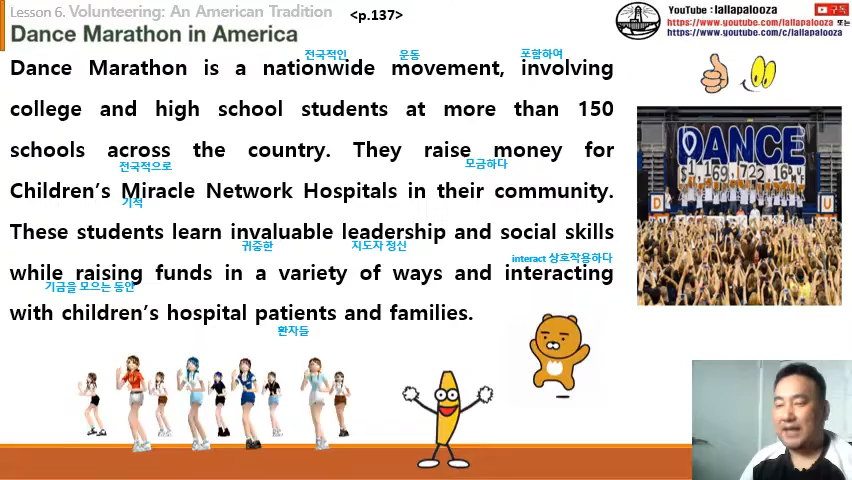 Lesson 6. Volunteering: An American Tradition
<p.137>
YouTube : lallapalooza 구독
https://www.youtube.com/lallapalooza 또는
https://www.youtube.com/c/lallapalooza
Dance Marathon in America
전국적인 운동 포함하여
Dance Marathon is a nationwide movement, involving
college and high school students at more than 150
schools across the country. They raise money for
전국적으로 모금하다
Children's Miracle Network Hospitals in their community.
기적
These students learn invaluable leadership and social skills
귀중한 지도자 정신 interact 상호작용하다
while raising funds in a variety of ways and interacting
기금을 모으는 동안
with children's hospital patients and families.
환자들
DANCE